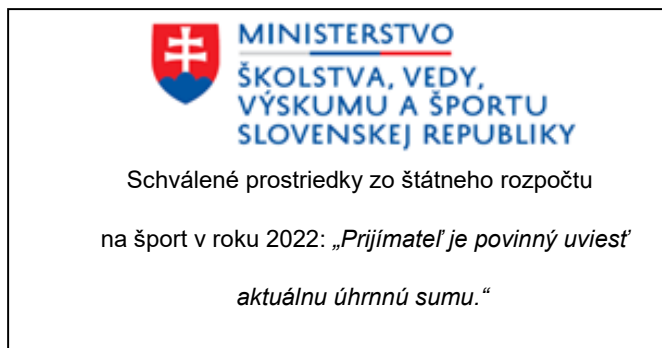 MINISTERSTVO
ŠKOLSTVA, VEDY,
VÝSKUMU A ŠPORTU
SLOVENSKEJ REPUBLIKY
Schválené prostriedky zo štátneho rozpočtu
na šport v roku 2022: „Prijímateľ je povinný uviesť
aktuálnu úhrnnú sumu.“